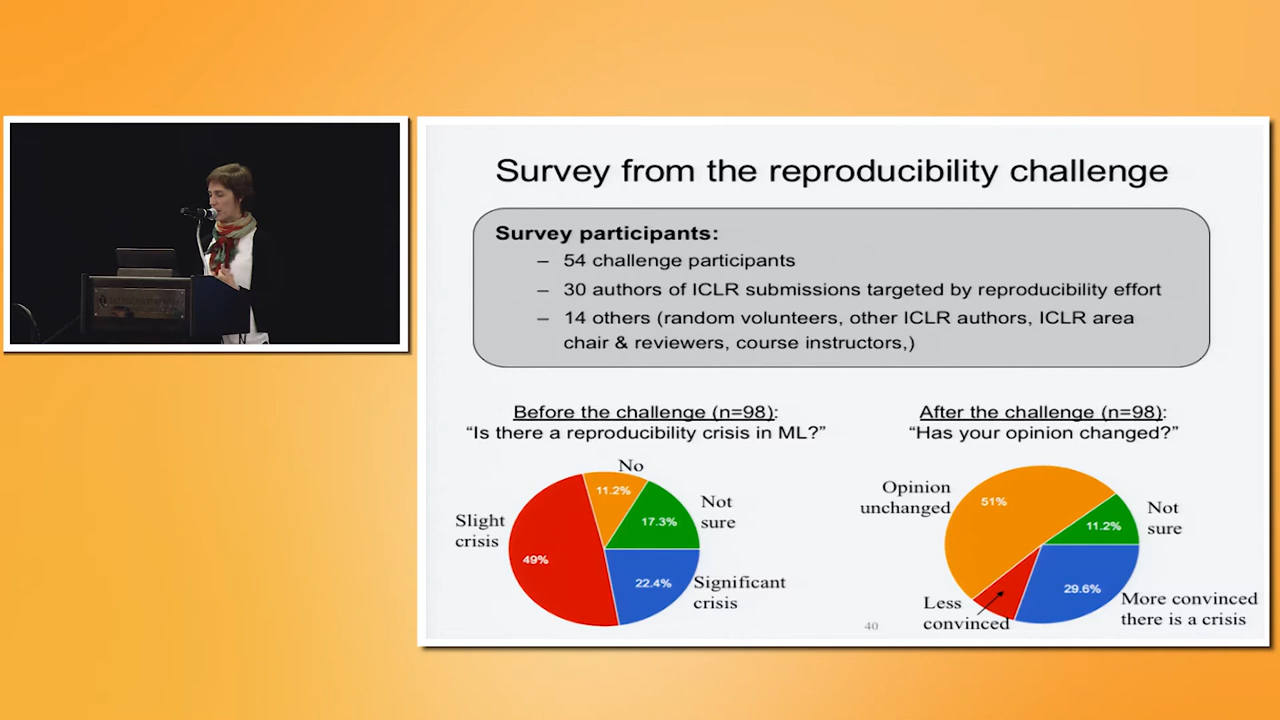 Survey from the reproducibility challenge
Survey participants:
– 54 challenge participants
– 30 authors of ICLR submissions targeted by reproducibility effort
– 14 others (random volunteers, other ICLR authors, ICLR area
chair & reviewers, course instructors,)
Before the challenge (n=98):
“Is there a reproducibility crisis in ML?”
No
11.2%
Not
sure
17.3%
Slight
crisis
49%
22.4%
Significant
crisis
After the challenge (n=98):
“Has your opinion changed?”
Opinion
unchanged
51%
Not
sure
11.2%
29.6%
More convinced
there is a crisis
Less
convinced
40